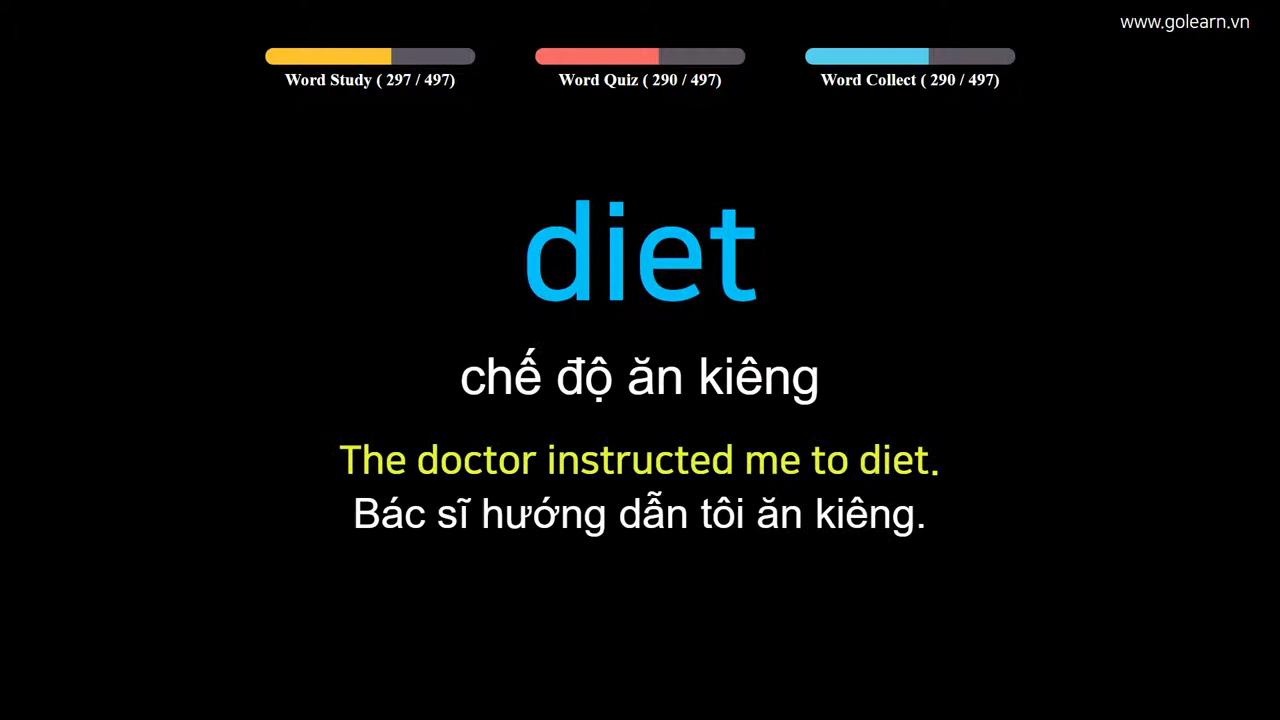 www.golearn.vn
Word Study ( 297 / 497)
Word Quiz ( 290 / 497)
Word Collect ( 290 / 497)
diet
chế độ ăn kiêng
The doctor instructed me to diet.
Bác sĩ hướng dẫn tôi ăn kiêng.